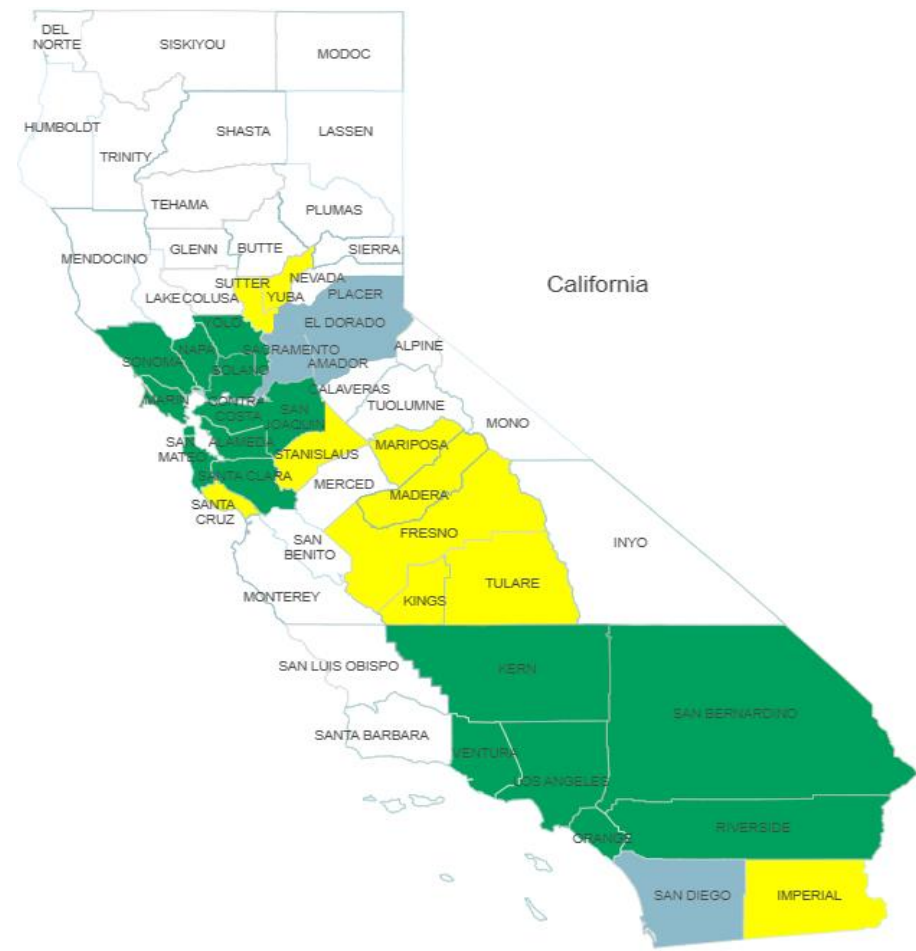 DEL
NORTE
SISKIYOU
MODOC
HUMBOLDT
TRINITY
SHASTA
LASSEN
TEHAMA
PLUMAS
MENDOCINO
GLENN
BUTTE
SIERRA
LAKE
COLUSA
SUTTER
YUBA
NEVADA
PLACER
California
YOLO
EL DORADO
SONOMA
NAPA
SOLANO
SACRAMENTO
AMADOR
ALPINE
MARIN
CONTRA
COSTA
SAN
JOAQUIN
CALAVERAS
TUOLUMNE
MONO
SAN
MATEO
ALAMEDA
STANISLAUS
MARIPOSA
SANTA CLARA
MERCED
MADERA
SANTA
CRUZ
SAN
BENITO
FRESNO
INYO
MONTEREY
KINGS
TULARE
SAN LUIS OBISPO
KERN
SAN BERNARDINO
SANTA BARBARA
VENTURA
LOS ANGELES
ORANGE
RIVERSIDE
SAN DIEGO
IMPERIAL